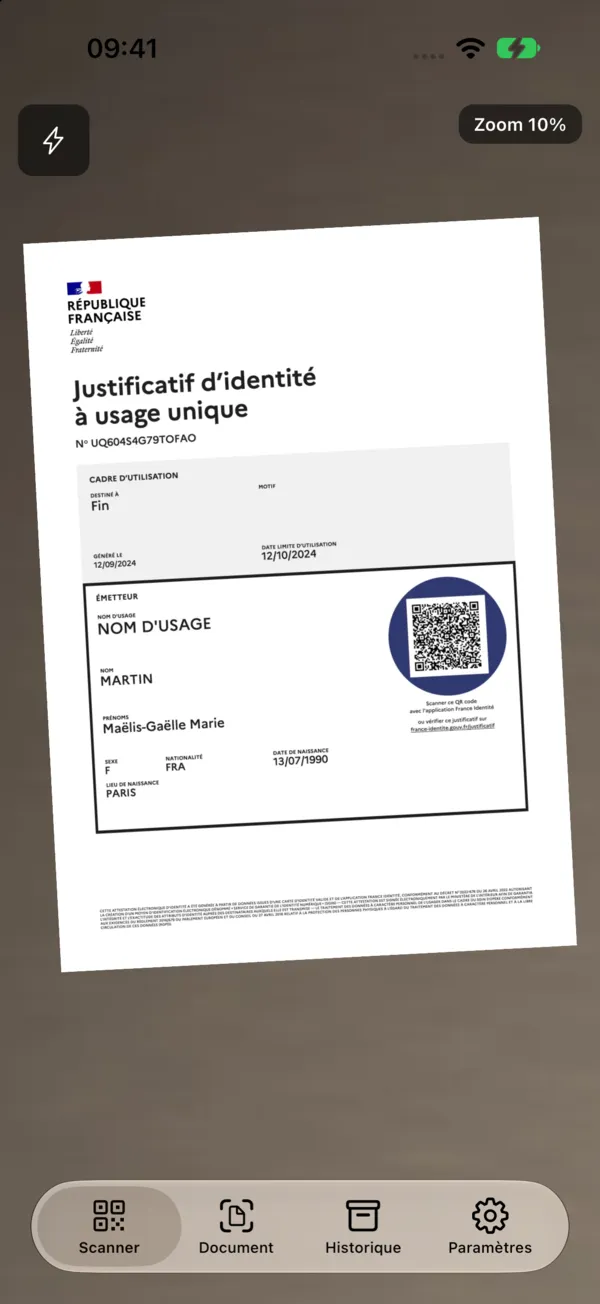 09:41
Zoom 10%
RÉPUBLIQUE
FRANÇAISE
Liberté
Égalité
Fraternité
Justificatif d'identité
à usage unique
N° UQ604S4G79TOFAO
CADRE D'UTILISATION
DESTINÉ À
MOTIF
Fin
GÉNÉRÉ LE
DATE LIMITE D'UTILISATION
12/09/2024
12/10/2024
ÉMETTEUR
NOM D'USAGE
NOM D'USAGE
NOM
MARTIN
PRÉNOMS
Maëlis-Gaëlle Marie
SEXE
NATIONALITÉ
DATE DE NAISSANCE
F
FRA
13/07/1990
LIEU DE NAISSANCE
PARIS
Scanner ce QR code
avec l'application France Identité
ou vérifier ce justificatif sur
france-identite.gouv.fr/justificatif
Scanner
Document
Historique
Paramètres